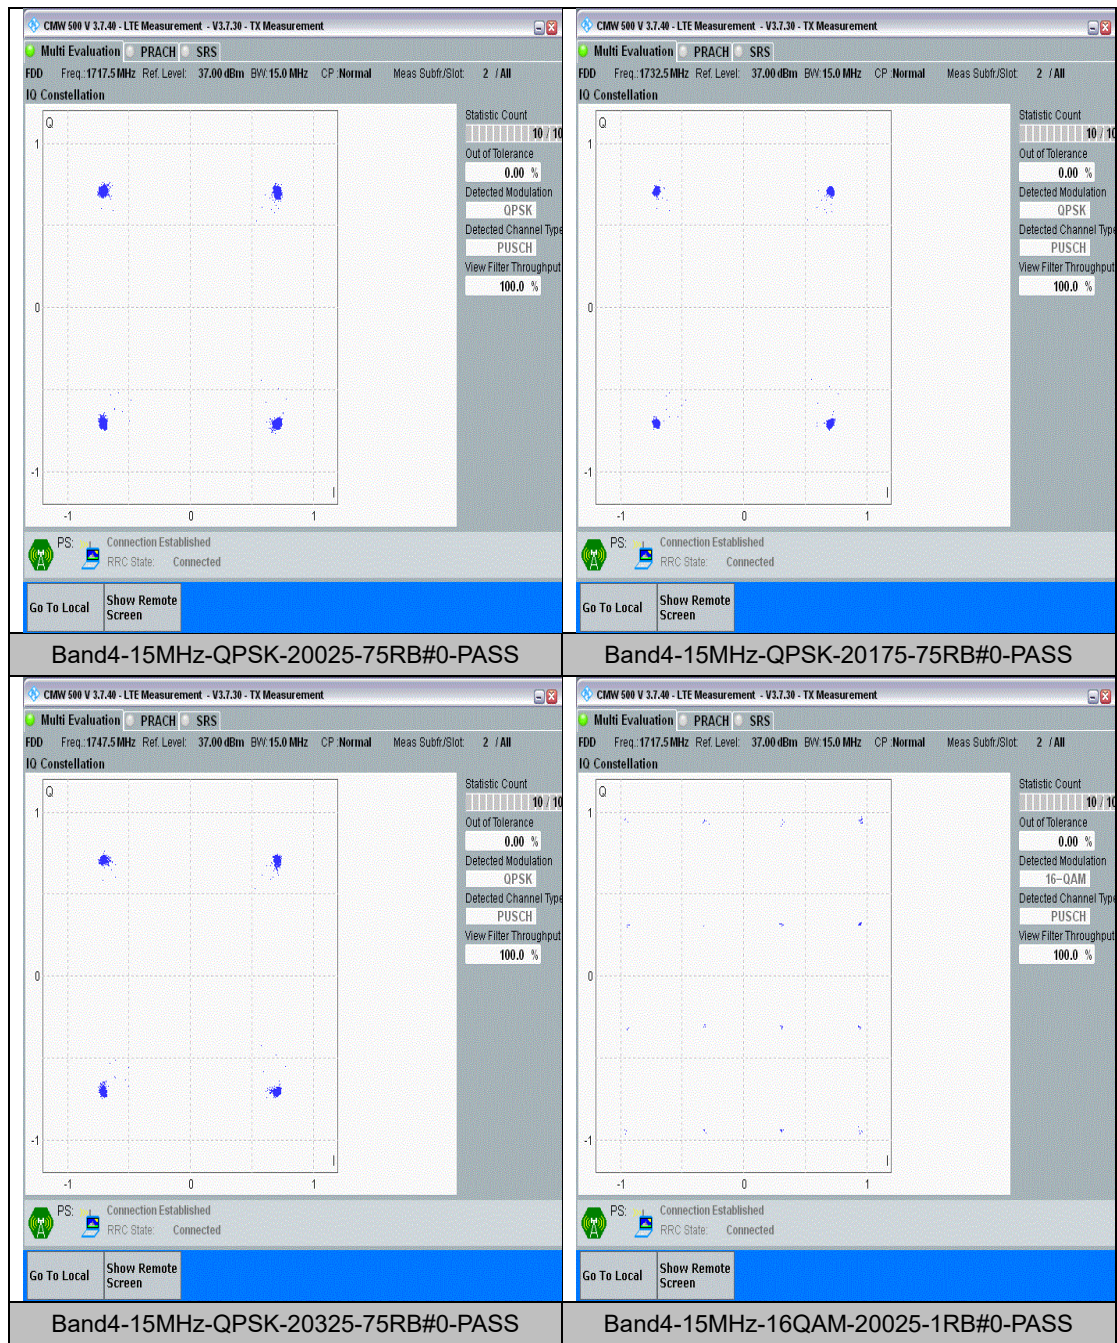 CMW 500 V 3.7.40 - LTE Measurement - V3.7.30 - TX Measurement
Multi Evaluation PRACH SRS
FDD Freq.:1717.5 MHz Ref. Level: 37.00 dBm BW:15.0 MHz CP :Normal Meas Subfr./Slot: 2 / All
IQ Constellation
Q
Statistic Count
10 / 10
1
Out of Tolerance
0.00 %
Detected Modulation
QPSK
Detected Channel Type
PUSCH
View Filter Throughput
100.0 %
0
-1
I
-1 0 1
PS: Connection Established
RRC State: Connected
Go To Local Show Remote
Screen
Band4-15MHz-QPSK-20025-75RB#0-PASS
CMW 500 V 3.7.40 - LTE Measurement - V3.7.30 - TX Measurement
Multi Evaluation PRACH SRS
FDD Freq.:1732.5 MHz Ref. Level: 37.00 dBm BW:15.0 MHz CP :Normal Meas Subfr./Slot: 2 / All
IQ Constellation
Q
Statistic Count
10 / 10
1
Out of Tolerance
0.00 %
Detected Modulation
QPSK
Detected Channel Type
PUSCH
View Filter Throughput
100.0 %
0
-1
I
-1 0 1
PS: Connection Established
RRC State: Connected
Go To Local Show Remote
Screen
Band4-15MHz-QPSK-20175-75RB#0-PASS
CMW 500 V 3.7.40 - LTE Measurement - V3.7.30 - TX Measurement
Multi Evaluation PRACH SRS
FDD Freq.:1747.5 MHz Ref. Level: 37.00 dBm BW:15.0 MHz CP :Normal Meas Subfr./Slot: 2 / All
IQ Constellation
Q
Statistic Count
10 / 10
1
Out of Tolerance
0.00 %
Detected Modulation
QPSK
Detected Channel Type
PUSCH
View Filter Throughput
100.0 %
0
-1
I
-1 0 1
PS: Connection Established
RRC State: Connected
Go To Local Show Remote
Screen
Band4-15MHz-QPSK-20325-75RB#0-PASS
CMW 500 V 3.7.40 - LTE Measurement - V3.7.30 - TX Measurement
Multi Evaluation PRACH SRS
FDD Freq.:1717.5 MHz Ref. Level: 37.00 dBm BW:15.0 MHz CP :Normal Meas Subfr./Slot: 2 / All
IQ Constellation
Q
Statistic Count
10 / 10
1
Out of Tolerance
0.00 %
Detected Modulation
16-QAM
Detected Channel Type
PUSCH
View Filter Throughput
100.0 %
0
-1
I
-1 0 1
PS: Connection Established
RRC State: Connected
Go To Local Show Remote
Screen
Band4-15MHz-16QAM-20025-1RB#0-PASS